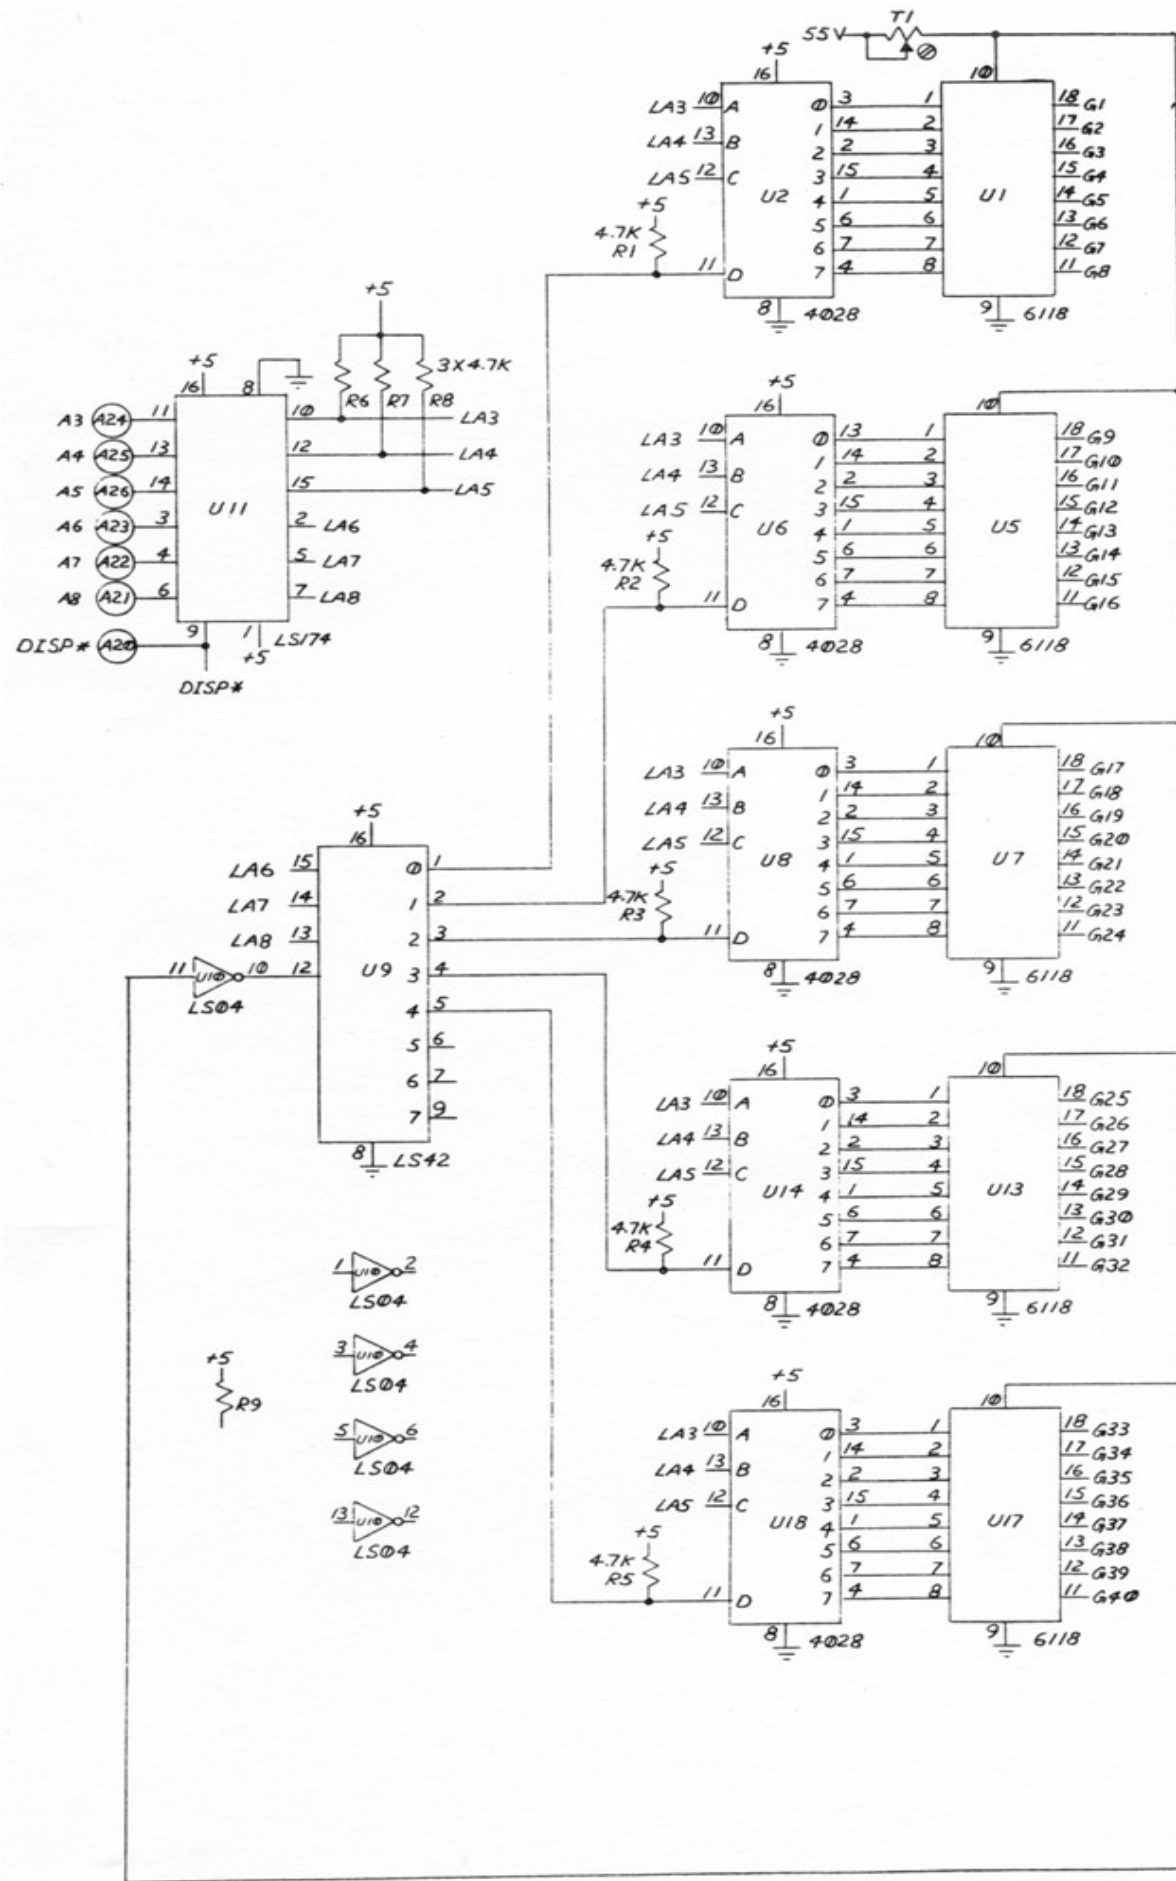 55V T1
+5
16 10
LA3 10 A 0 3 1 18 G1
LA4 13 B 1 14 2 17 G2
2 2 3 16 G3
LA5 12 C 3 15 4 15 G4
+5 U2 4 1 5 U1 14 G5
4.7K R1 5 6 6 13 G6
6 7 7 12 G7
11 D 7 4 8 11 G8
8 4028 9 6118
+5
3X4.7K
R6 R7 R8
+5
16 8
A3 A24 11 10 LA3
A4 A25 13 12 LA4
A5 A26 14 15 LA5
U11
A6 A23 3 2 LA6
A7 A22 4 5 LA7
A8 A21 6 7 LA8
9 1 LS174
DISP* A20 +5
DISP*
+5
16 10
LA3 10 A 0 13 1 18 G9
LA4 13 B 1 14 2 17 G10
2 2 3 16 G11
LA5 12 C 3 15 4 15 G12
+5 U6 4 1 5 U5 14 G13
4.7K R2 5 6 6 13 G14
6 7 7 12 G15
11 D 7 4 8 11 G16
8 4028 9 6118
+5
16 10
LA3 10 A 0 3 1 18 G17
LA4 13 B 1 14 2 17 G18
2 2 3 16 G19
LA5 12 C 3 15 4 15 G20
+5 U8 4 1 5 U7 14 G21
4.7K R3 5 6 6 13 G22
6 7 7 12 G23
11 D 7 4 8 11 G24
8 4028 9 6118
+5
16
LA6 15 0 1
LA7 14 1 2
LA8 13 2 3
11 U10 10 12 U9 3 4
LS04
4 5
5 6
6 7
7 9
8 LS42
+5
16 10
LA3 10 A 0 3 1 18 G25
LA4 13 B 1 14 2 17 G26
2 2 3 16 G27
LA5 12 C 3 15 4 15 G28
+5 U14 4 1 5 U13 14 G29
4.7K R4 5 6 6 13 G30
6 7 7 12 G31
11 D 7 4 8 11 G32
8 4028 9 6118
1 U10 2
LS04
3 U10 4
LS04
+5
R9
5 U10 6
LS04
13 U10 12
LS04
+5
16 10
LA3 10 A 0 3 1 18 G33
LA4 13 B 1 14 2 17 G34
2 2 3 16 G35
LA5 12 C 3 15 4 15 G36
+5 U18 4 1 5 U17 14 G37
4.7K R5 5 6 6 13 G38
6 7 7 12 G39
11 D 7 4 8 11 G40
8 4028 9 6118